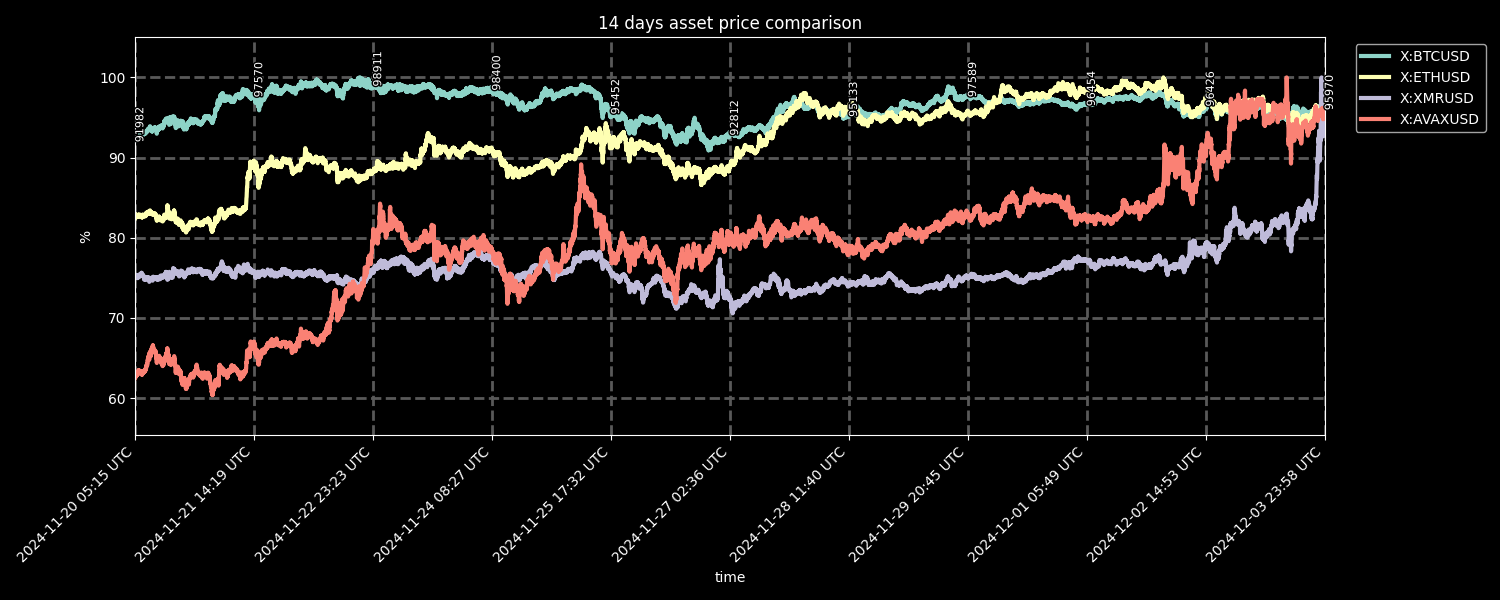 14 days asset price comparison
X:BTCUSD
X:ETHUSD
X:XMRUSD
X:AVAXUSD
100
90
80
70
60
%
91982
97570
98911
98400
95452
92812
95133
97589
96454
96426
95970
2024-11-20 05:15 UTC
2024-11-21 14:19 UTC
2024-11-22 23:23 UTC
2024-11-24 08:27 UTC
2024-11-25 17:32 UTC
2024-11-27 02:36 UTC
2024-11-28 11:40 UTC
2024-11-29 20:45 UTC
2024-12-01 05:49 UTC
2024-12-02 14:53 UTC
2024-12-03 23:58 UTC
time